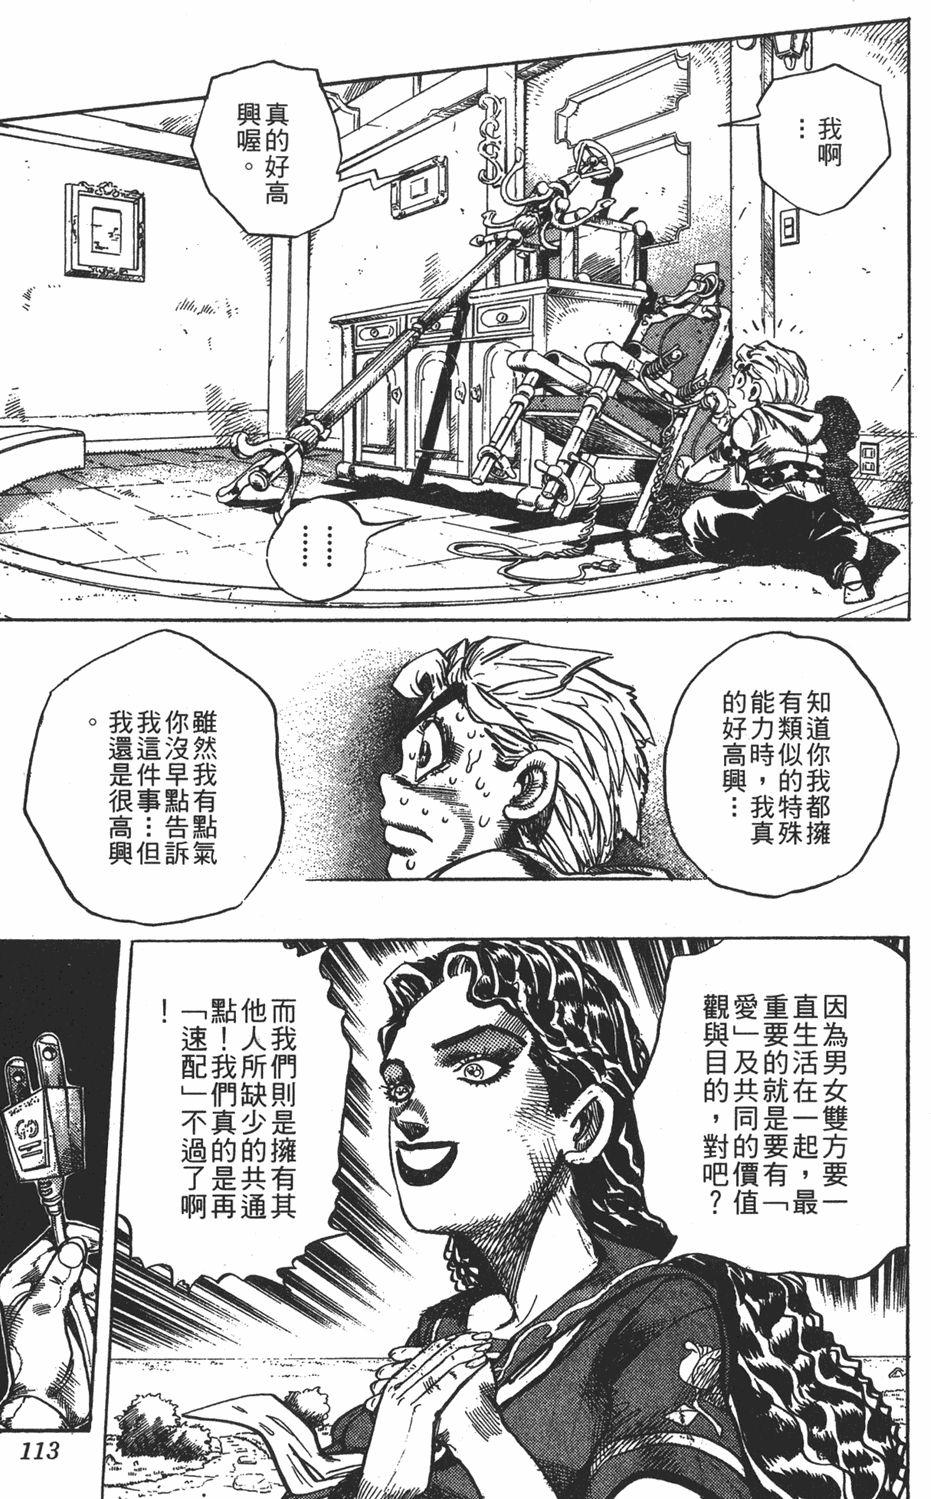 我啊
…
真的好高
興喔。
⋯⋯
⋯⋯
知道你我都擁
有類似的特殊
能力時，我真
的好高興…
雖然我有點氣
你沒早點告訴
我這件事…但
我還是很高興
。
因為男女雙方要一
直生活在一起，最
重要的就是要有「
愛」及共同的價值
觀與目的，對吧？
而我們則是擁有其
他人所缺少的共通
點！我們真的是再
「速配」不過了啊
！
113